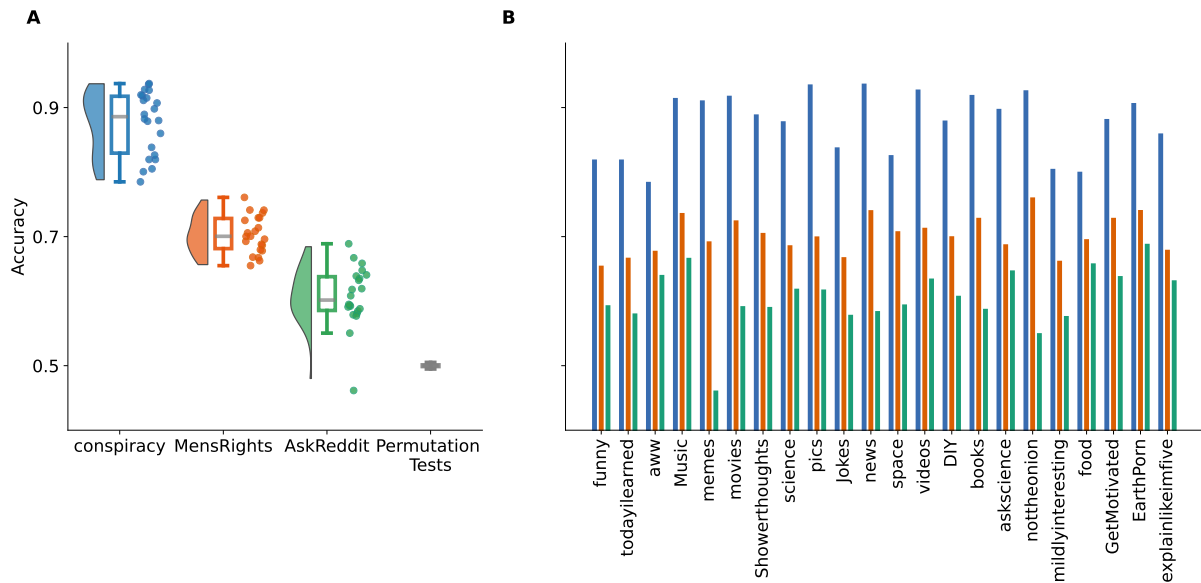 A
B
Accuracy
0.9
0.7
0.5
conspiracy
MensRights
AskReddit
Permutation
Tests
funny
todayilearned
aww
Music
memes
movies
Showerthoughts
science
pics
Jokes
news
space
videos
DIY
books
askscience
nottheonion
mildlyinteresting
food
GetMotivated
EarthPorn
explainlikeimfive